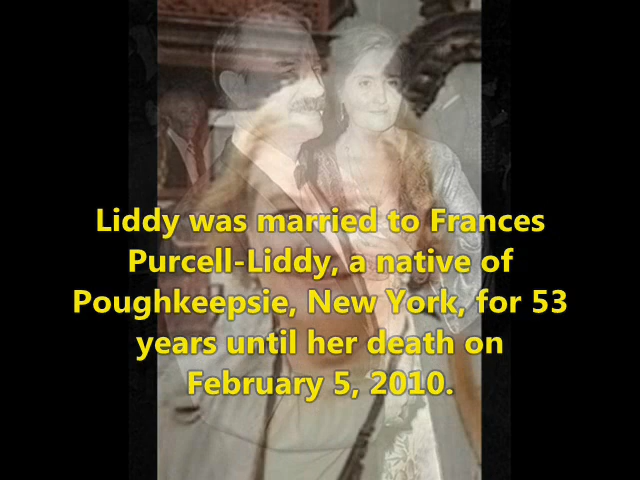 Liddy was married to Frances
Purcell-Liddy, a native of
Poughkeepsie, New York, for 53
years until her death on
February 5, 2010.